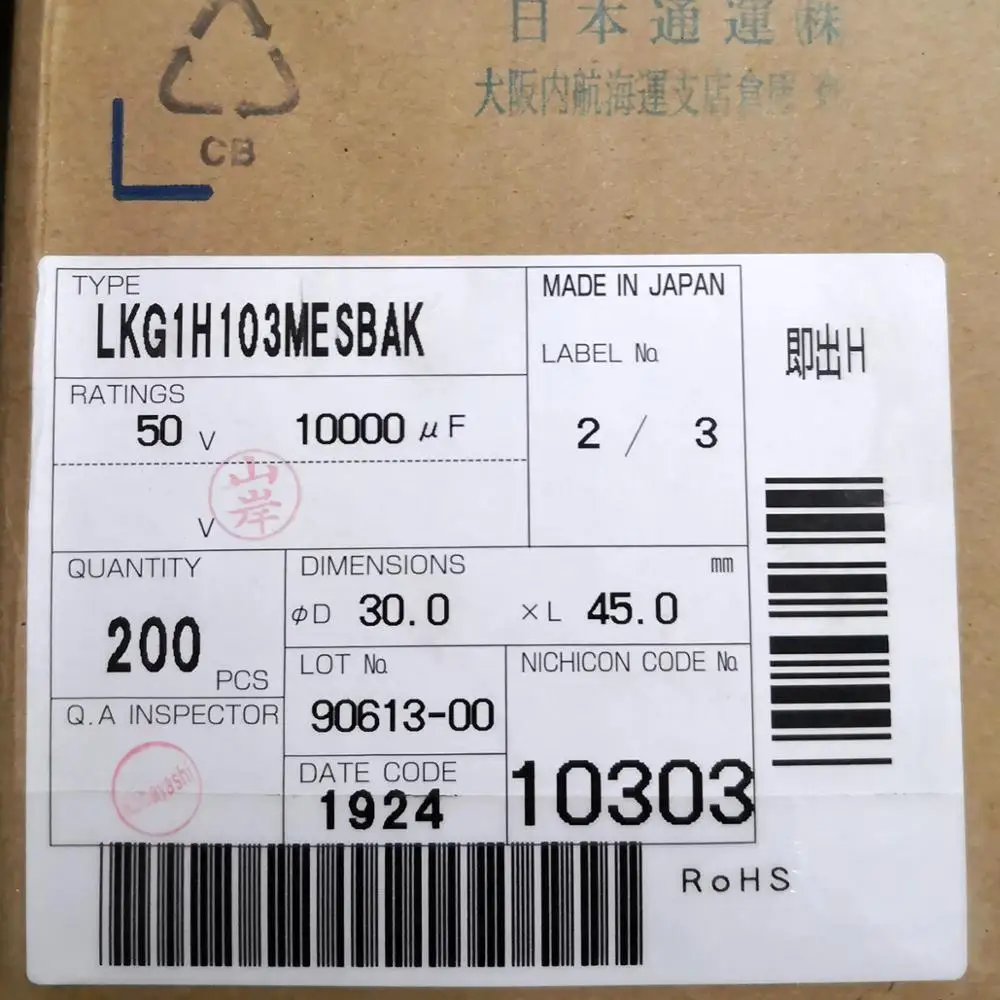 日本通運(株
大阪内航海運支店倉庫
CB
TYPE
LKG1H103MESBAK
MADE IN JAPAN
LABEL No.
2 / 3
RATINGS
50 V 10000 μF
V
山岸
QUANTITY
200 PCS
DIMENSIONS mm
φD 30.0 ×L 45.0
LOT No.
90613-00
NICHICON CODE No.
10303
Q.A INSPECTOR
DATE CODE
1924
即出H
RoHS